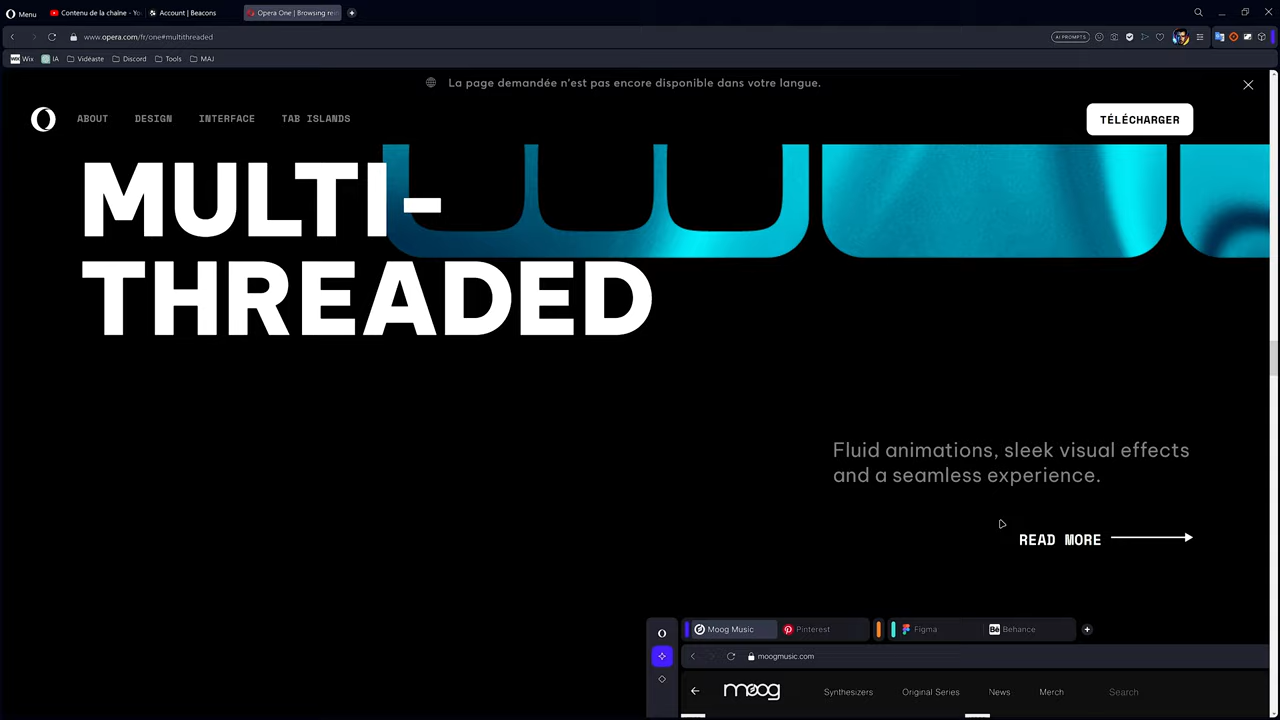 Menu
Contenu de la chaîne - Yo
Account | Beacons
Opera One | Browsing re
www.opera.com/fr/one#multithreaded
AI PROMPTS
Wix
IA
Vidéaste
Discord
Tools
MAJ
La page demandée n'est pas encore disponible dans votre langue.
ABOUT
DESIGN
INTERFACE
TAB ISLANDS
TÉLÉCHARGER
MULTI-
THREADED
Fluid animations, sleek visual effects
and a seamless experience.
READ MORE
Moog Music
Pinterest
Figma
Behance
moogmusic.com
moog
Synthesizers
Original Series
News
Merch
Search